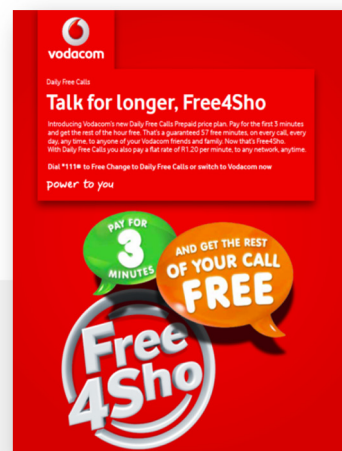 vodacom
Daily Free Calls
Talk for longer, Free4Sho
Introducing Vodacom's new Daily Free Calls Prepaid price plan. Pay for the first 3 minutes
and get the rest of the hour free. That's a guaranteed 57 free minutes, on every call, every
day, any time, to anyone of your Vodacom friends and family. Now that's Free4Sho.
With Daily Free Calls you also pay a flat rate of R1.20 per minute, to any network, anytime.
Dial *111# to Free Change to Daily Free Calls or switch to Vodacom now
power to you
PAY FOR
3
MINUTES
AND GET THE REST
OF YOUR CALL
FREE
Free
4Sho